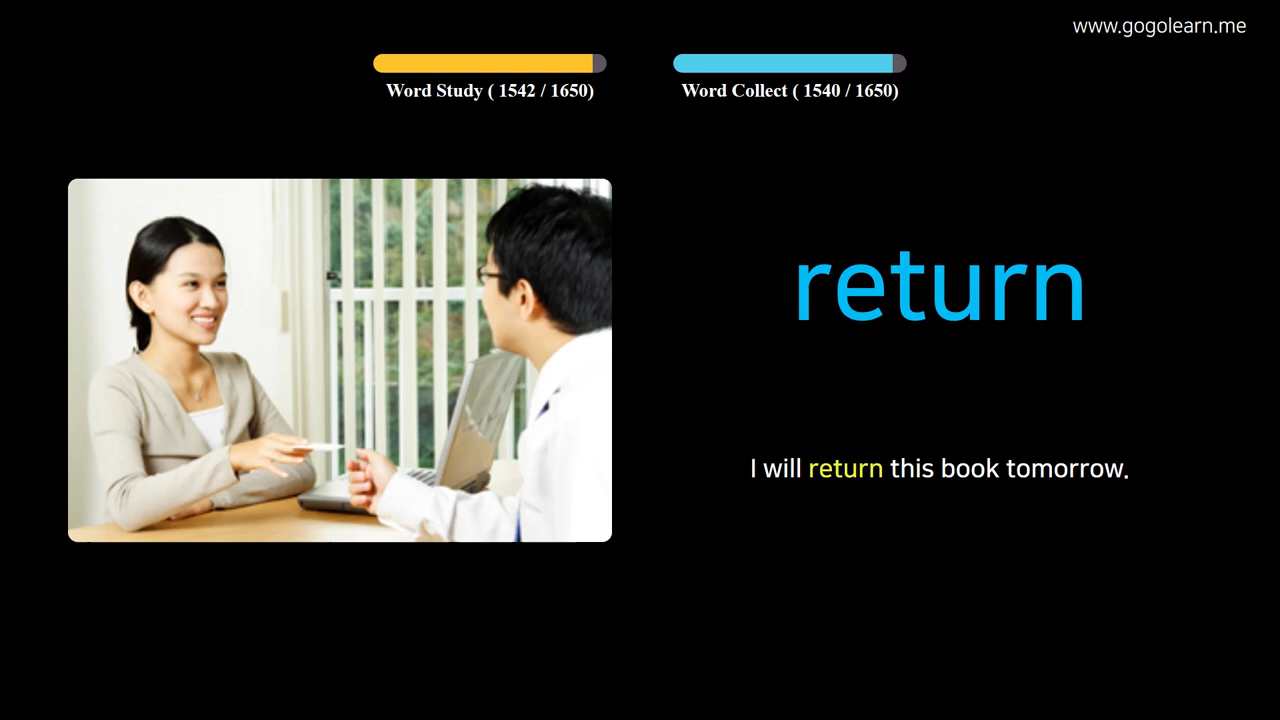 www.gogolearn.me
Word Study ( 1542 / 1650)
Word Collect ( 1540 / 1650)
return
I will return this book tomorrow.